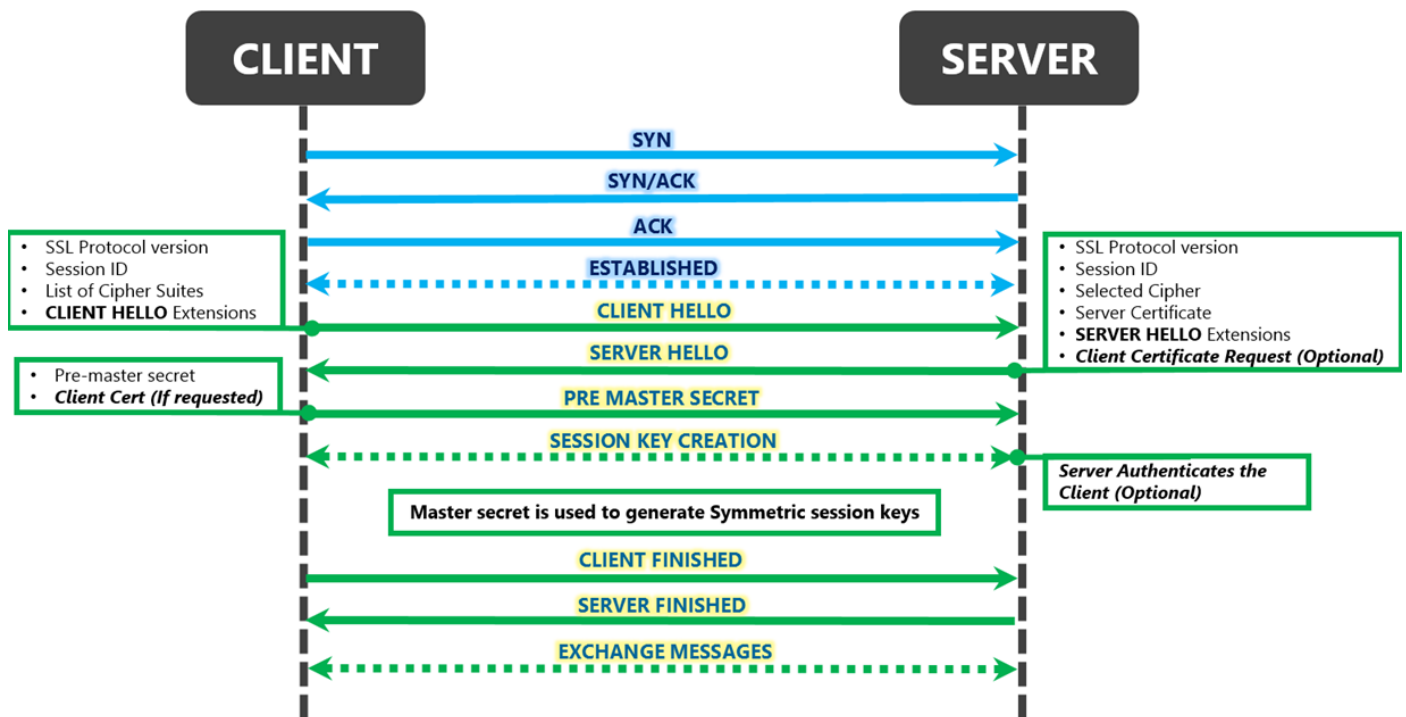 CLIENT
SERVER
SYN
SYN/ACK
ACK
ESTABLISHED
• SSL Protocol version
• Session ID
• List of Cipher Suites
• CLIENT HELLO Extensions
• SSL Protocol version
• Session ID
• Selected Cipher
• Server Certificate
• SERVER HELLO Extensions
• Client Certificate Request (Optional)
CLIENT HELLO
SERVER HELLO
• Pre-master secret
• Client Cert (If requested)
PRE MASTER SECRET
SESSION KEY CREATION
Server Authenticates the
Client (Optional)
Master secret is used to generate Symmetric session keys
CLIENT FINISHED
SERVER FINISHED
EXCHANGE MESSAGES